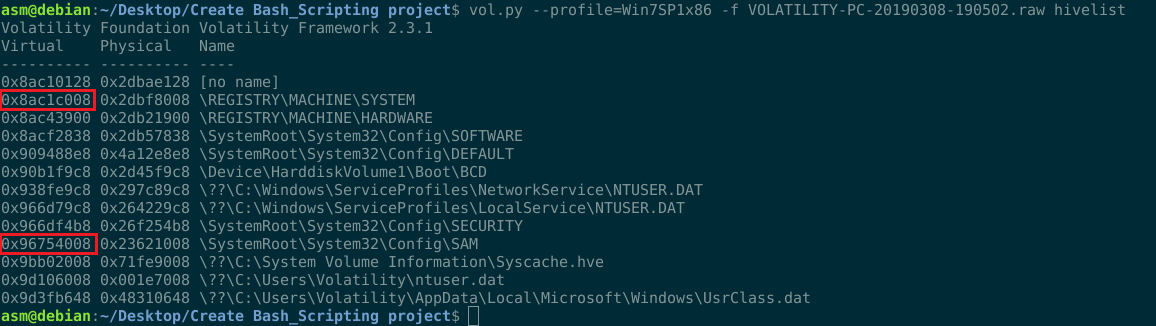 asm@debian:~/Desktop/Create Bash_Scripting project$ vol.py --profile=Win7SP1x86 -f VOLATILITY-PC-20190308-190502.raw hivelist
Volatility Foundation Volatility Framework 2.3.1
Virtual    Physical   Name
---------- ---------- ----
0x8ac10128 0x2dbae128 [no name]
0x8ac1c008 0x2dbf8008 \REGISTRY\MACHINE\SYSTEM
0x8ac43900 0x2db21900 \REGISTRY\MACHINE\HARDWARE
0x8acf2838 0x2db57838 \SystemRoot\System32\Config\SOFTWARE
0x909488e8 0x4a12e8e8 \SystemRoot\System32\Config\DEFAULT
0x90b1f9c8 0x2d45f9c8 \Device\HarddiskVolume1\Boot\BCD
0x938fe9c8 0x297c89c8 \??\C:\Windows\ServiceProfiles\NetworkService\NTUSER.DAT
0x966d79c8 0x264229c8 \??\C:\Windows\ServiceProfiles\LocalService\NTUSER.DAT
0x966df4b8 0x26f254b8 \SystemRoot\System32\Config\SECURITY
0x96754008 0x23621008 \SystemRoot\System32\Config\SAM
0x9bb02008 0x71fe9008 \??\C:\System Volume Information\Syscache.hve
0x9d106008 0x001e7008 \??\C:\Users\Volatility\ntuser.dat
0x9d3fb648 0x48310648 \??\C:\Users\Volatility\AppData\Local\Microsoft\Windows\UsrClass.dat
asm@debian:~/Desktop/Create Bash_Scripting project$